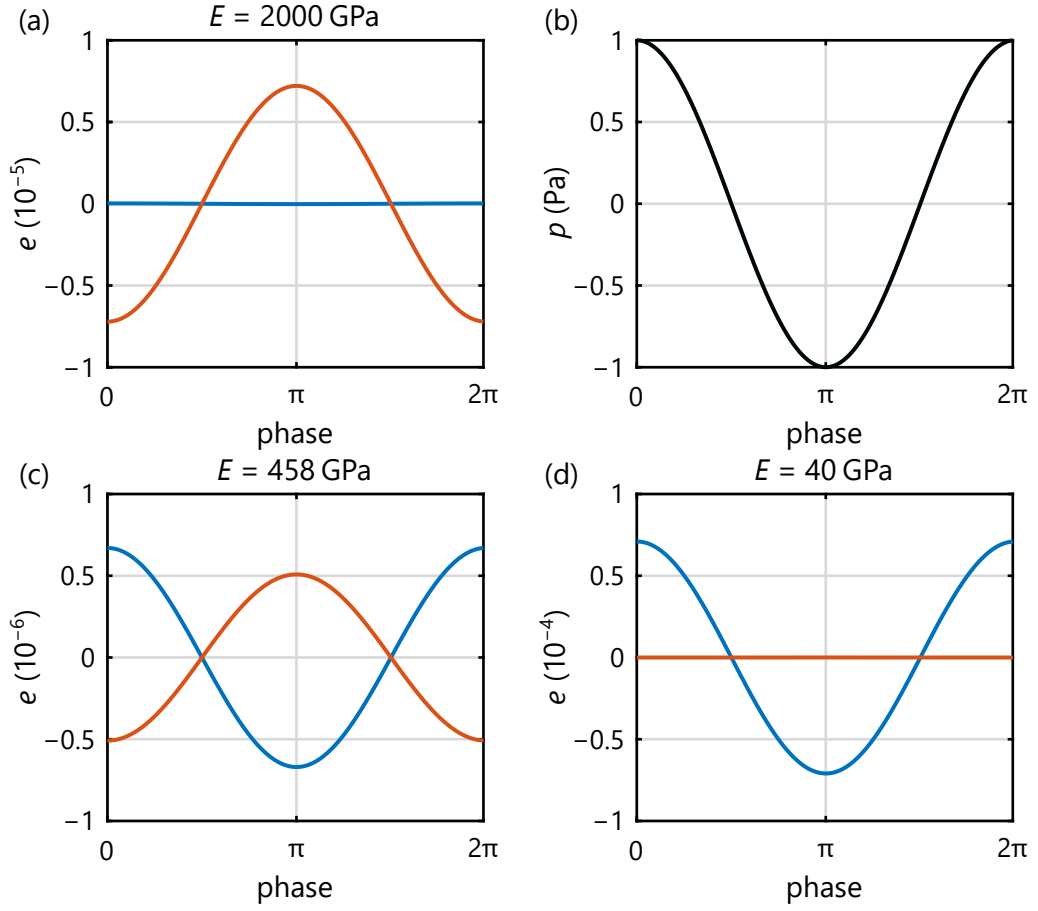 (a)
E = 2000 GPa
1
0.5
0
−0.5
−1
e (10⁻⁵)
0
π
2π
phase
(b)
1
0.5
0
−0.5
−1
p (Pa)
0
π
2π
phase
(c)
E = 458 GPa
1
0.5
0
−0.5
−1
e (10⁻⁶)
0
π
2π
phase
(d)
E = 40 GPa
1
0.5
0
−0.5
−1
e (10⁻⁴)
0
π
2π
phase